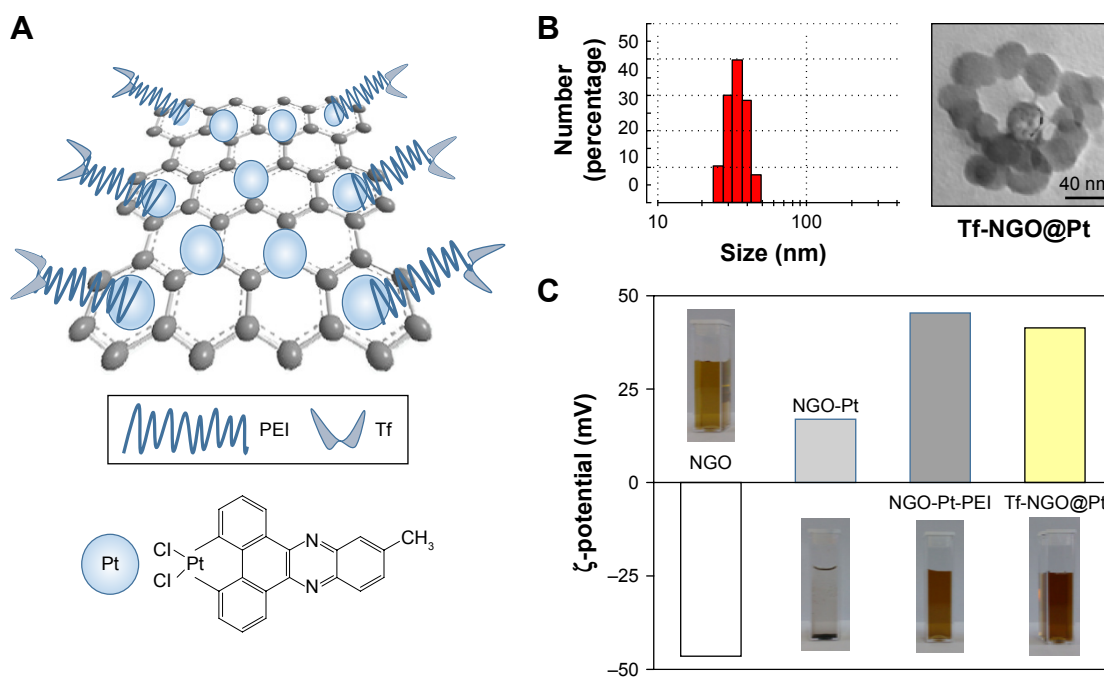 A
PEI
Tf
Pt
Cl
Pt
Cl
N
N
CH3
B
Number
(percentage)
50
40
30
20
10
0
10
100
Size (nm)
40 nm
Tf-NGO@Pt
C
ζ-potential (mV)
50
25
0
–25
–50
NGO
NGO-Pt
NGO-Pt-PEI
Tf-NGO@Pt